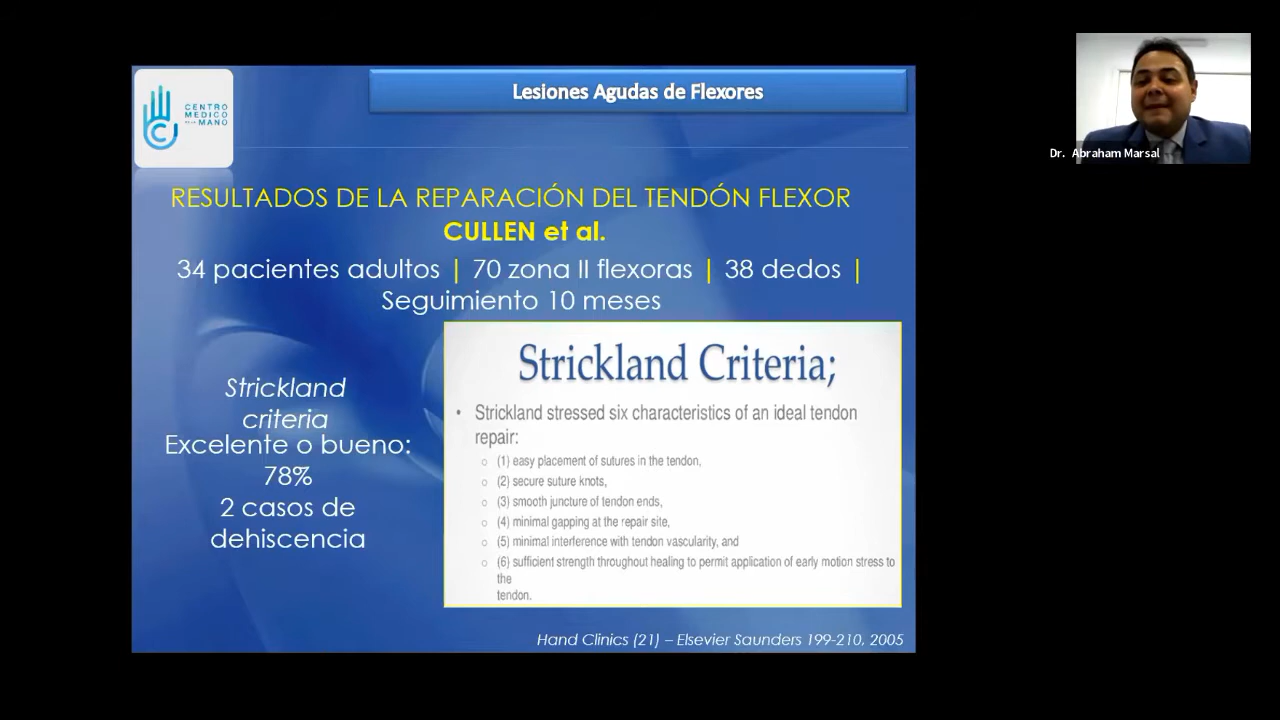 CENTRO
MEDICO
DE LA MANO
Lesiones Agudas de Flexores
RESULTADOS DE LA REPARACIÓN DEL TENDÓN FLEXOR
CULLEN et al.
34 pacientes adultos | 70 zona II flexoras | 38 dedos |
Seguimiento 10 meses
Strickland
criteria
Excelente o bueno:
78%
2 casos de
dehiscencia
Strickland Criteria;
• Strickland stressed six characteristics of an ideal tendon
repair:
o (1) easy placement of sutures in the tendon,
o (2) secure suture knots,
o (3) smooth juncture of tendon ends,
o (4) minimal gapping at the repair site,
o (5) minimal interference with tendon vascularity, and
o (6) sufficient strength throughout healing to permit application of early motion stress to
the
tendon.
Hand Clinics (21) – Elsevier Saunders 199-210, 2005
Dr. Abraham Marsal